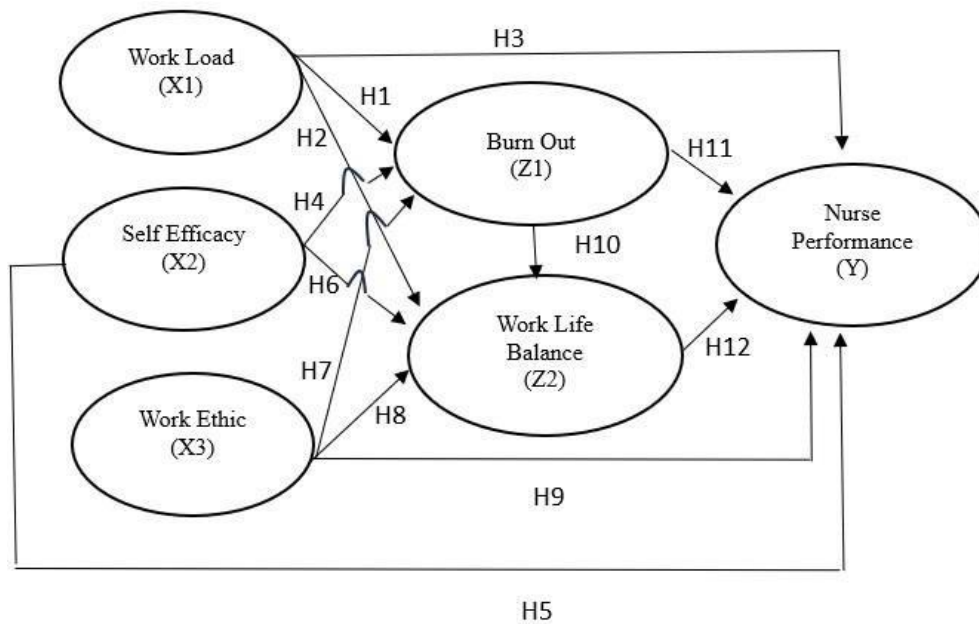 H3
Work Load
(X1)
H1
H2
Burn Out
(Z1)
H11
H4
Self Efficacy
(X2)
Nurse
Performance
(Y)
H10
H6
Work Life
Balance
(Z2)
H12
H7
H8
Work Ethic
(X3)
H9
H5